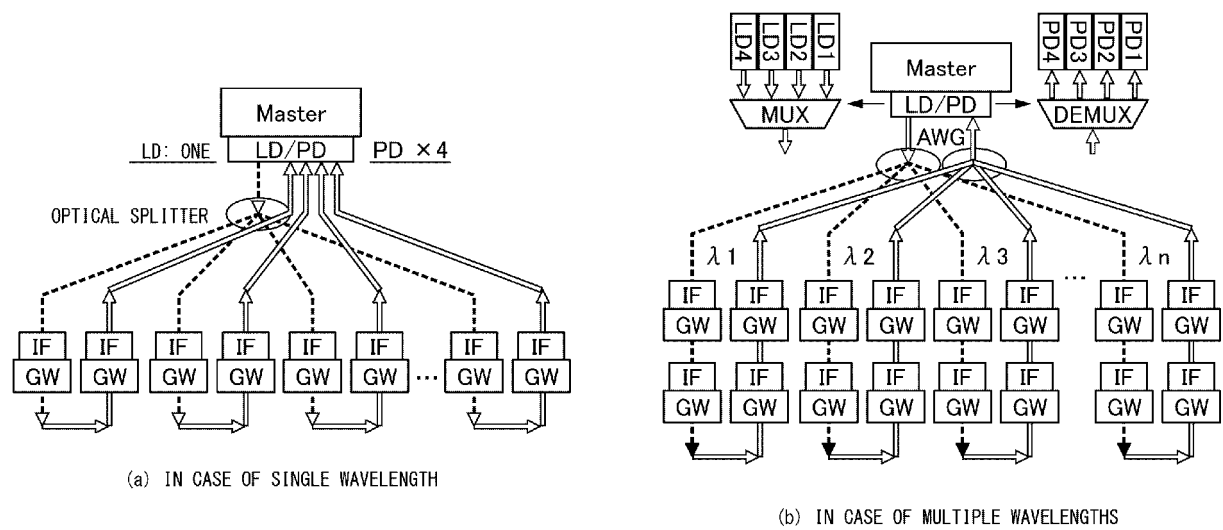 Master
LD: ONE
LD/PD
PD ×4
OPTICAL SPLITTER
IF IF IF IF IF IF IF IF
GW GW GW GW GW GW ... GW GW
(a) IN CASE OF SINGLE WAVELENGTH
LD4 LD3 LD2 LD1
PD4 PD3 PD2 PD1
Master
MUX
LD/PD
DEMUX
AWG
λ1 λ2 λ3 ... λn
IF IF IF IF IF IF IF IF
GW GW GW GW GW GW GW GW
IF IF IF IF IF IF IF IF
GW GW GW GW GW GW GW GW
(b) IN CASE OF MULTIPLE WAVELENGTHS